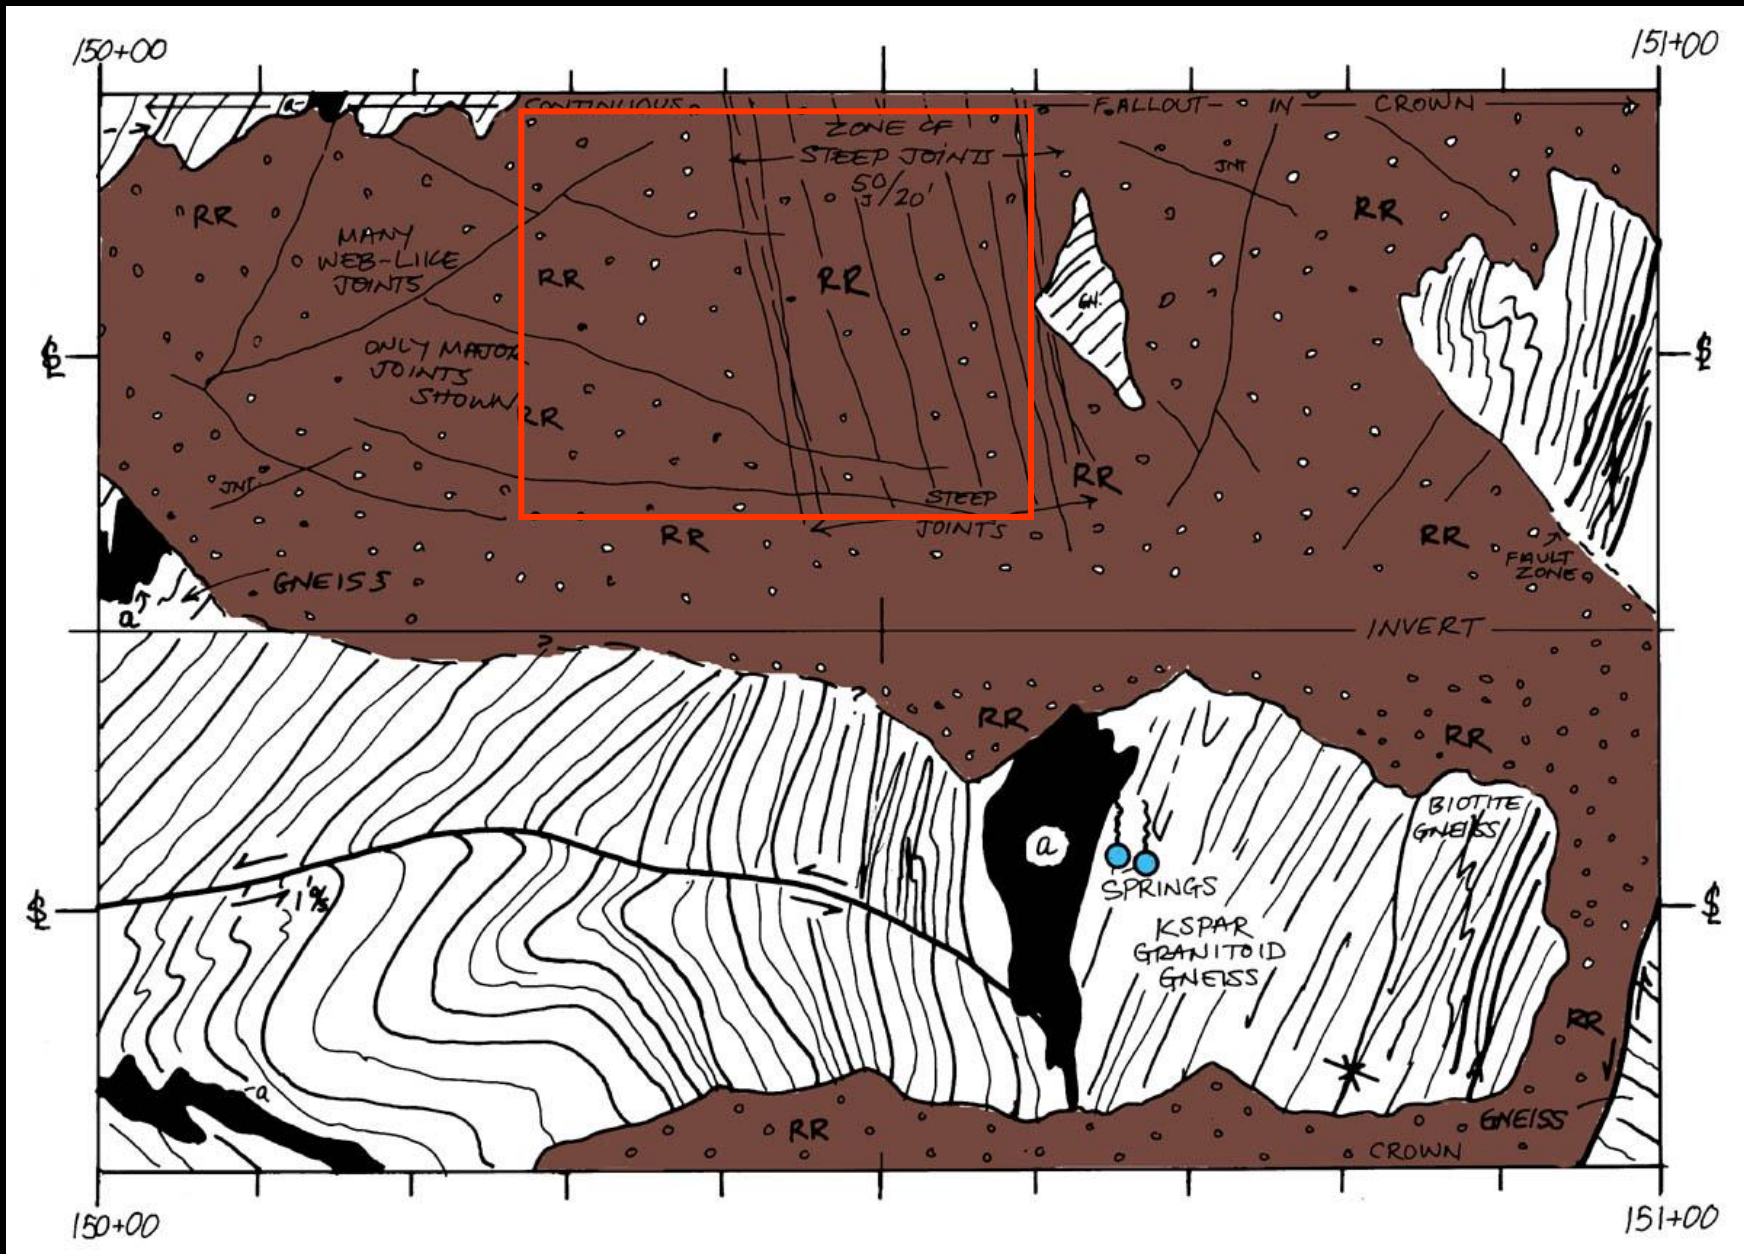 150+00
151+00
a
CONTINUOUS
FALLOUT IN CROWN
ZONE OF
STEEP JOINTS
50
J/20'
JNT
RR
RR
MANY
WEB-LIKE
JOINTS
RR
RR
GN.
ONLY MAJOR
JOINTS
SHOWN
RR
JNT
RR
STEEP
JOINTS
RR
RR
FAULT
ZONE
GNEISS
a
INVERT
?
?
RR
RR
BIOTITE
GNEISS
a
SPRINGS
KSPAR
GRANITOID
GNEISS
RR
a
GNEISS
RR
CROWN
150+00
151+00